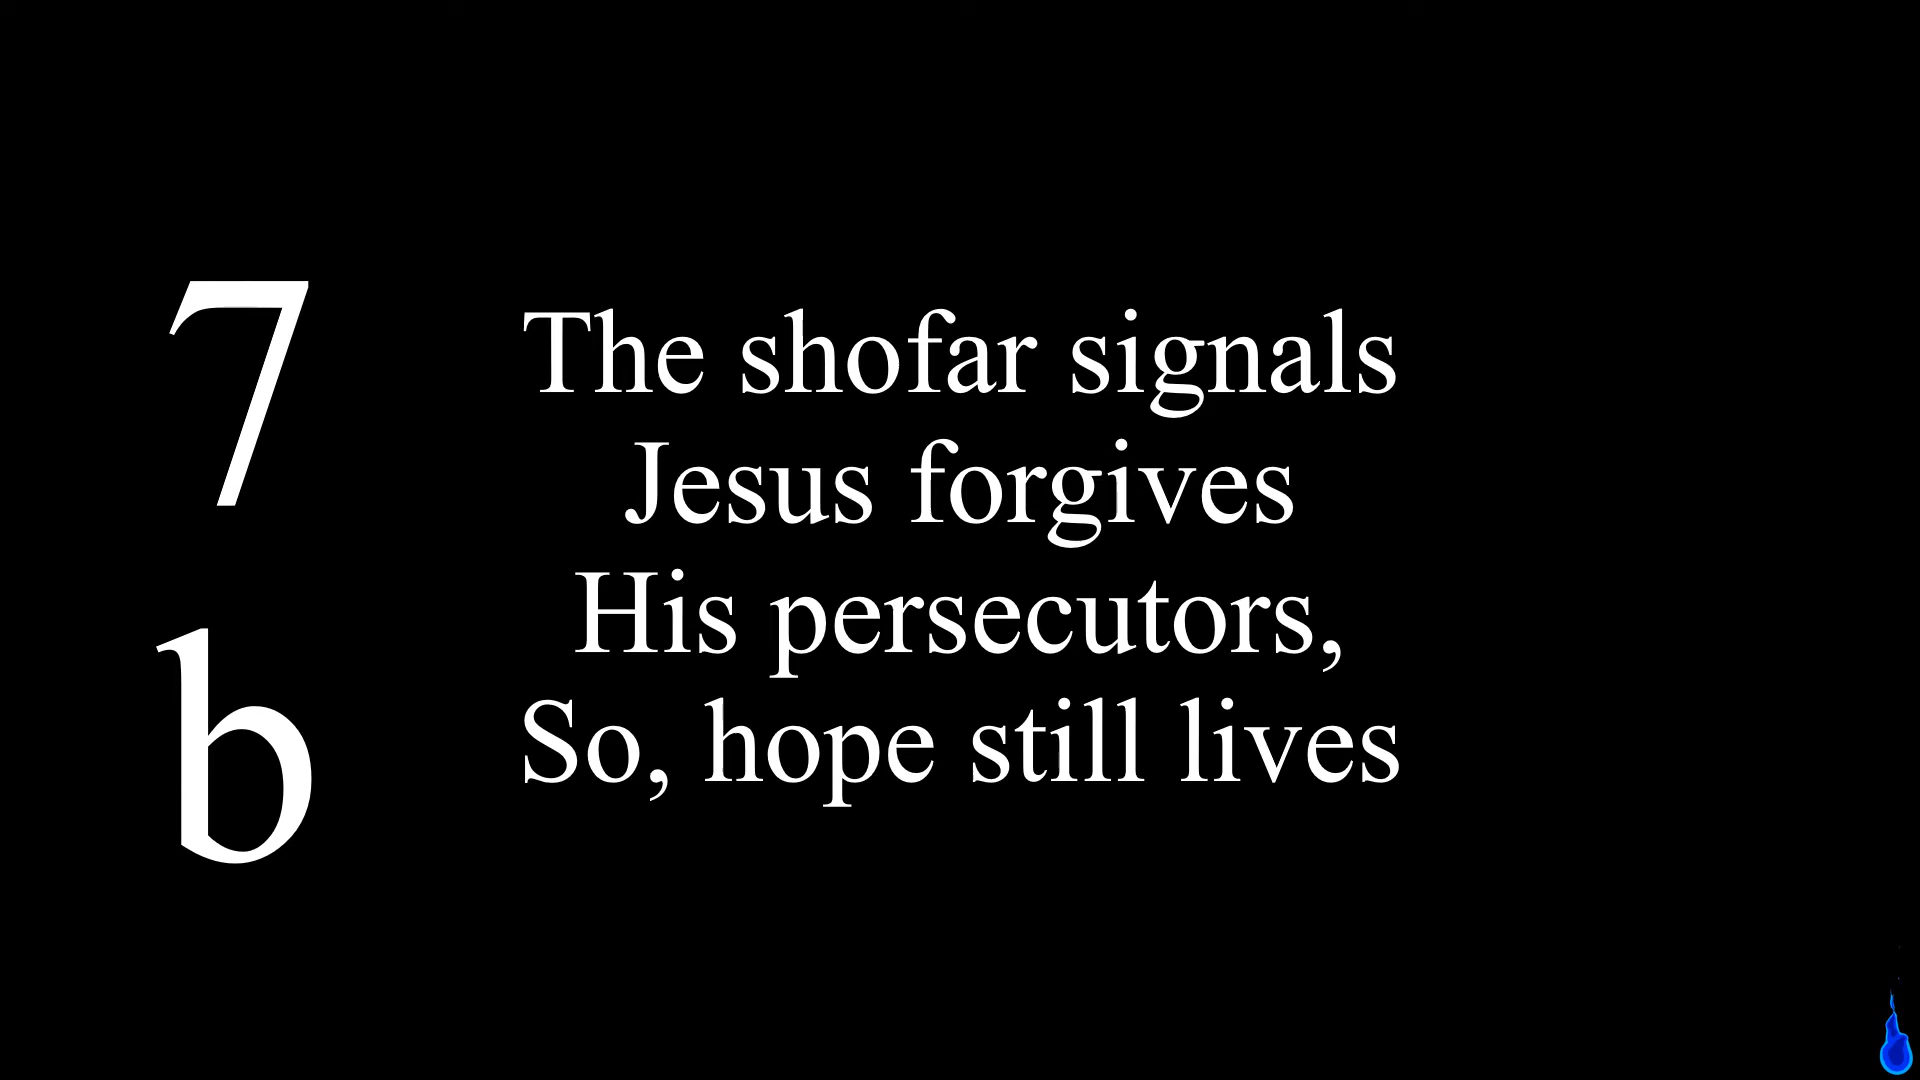 7
b
The shofar signals
Jesus forgives
His persecutors,
So, hope still lives